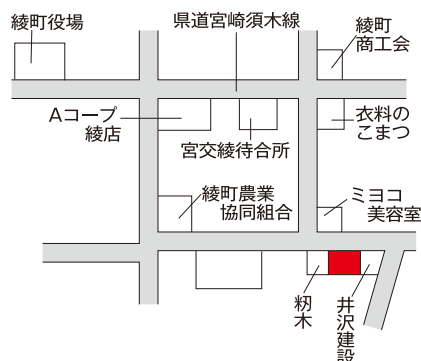 綾町役場
県道宮崎須木線
綾町
商工会
Aコープ
綾店
宮交綾待合所
衣料の
こまつ
綾町農業
協同組合
ミヨコ
美容室
籾木
井沢建設